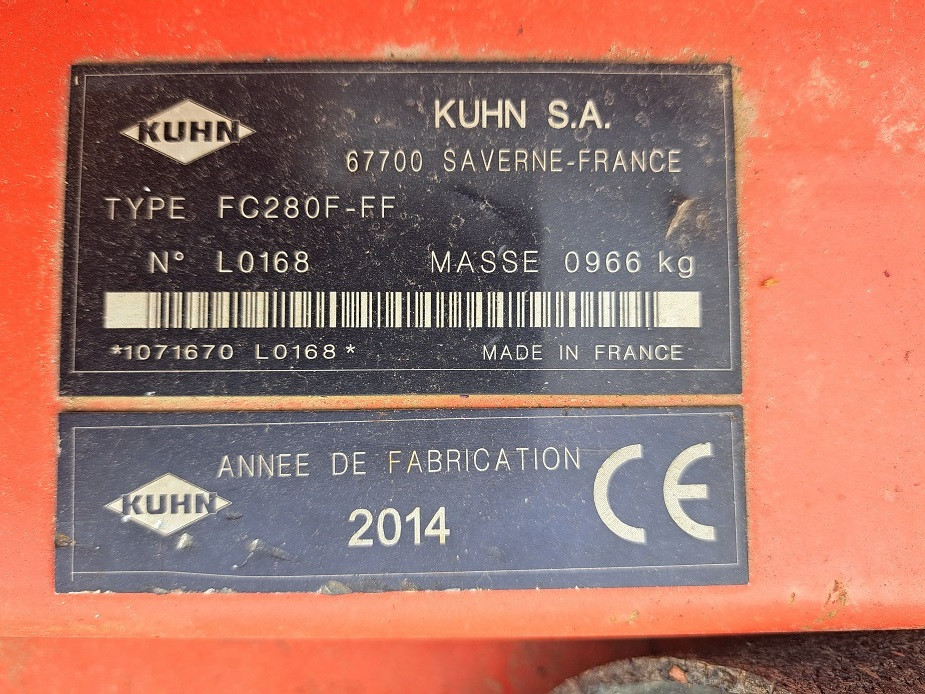 KUHN
KUHN S.A.
67700 SAVERNE-FRANCE
TYPE FC280F-FF
N° L0168 MASSE 0966 kg
*1071670 L0168* MADE IN FRANCE
KUHN
ANNEE DE FABRICATION
2014
CE